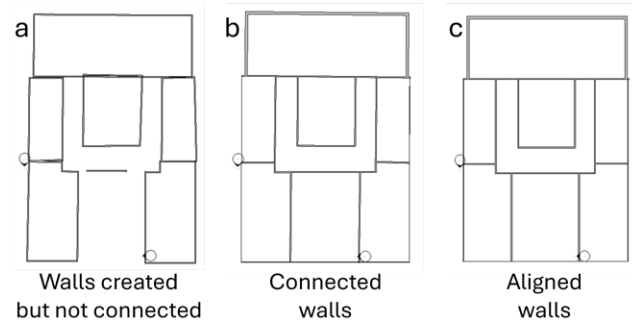 a
b
c
Walls created
but not connected
Connected
walls
Aligned
walls